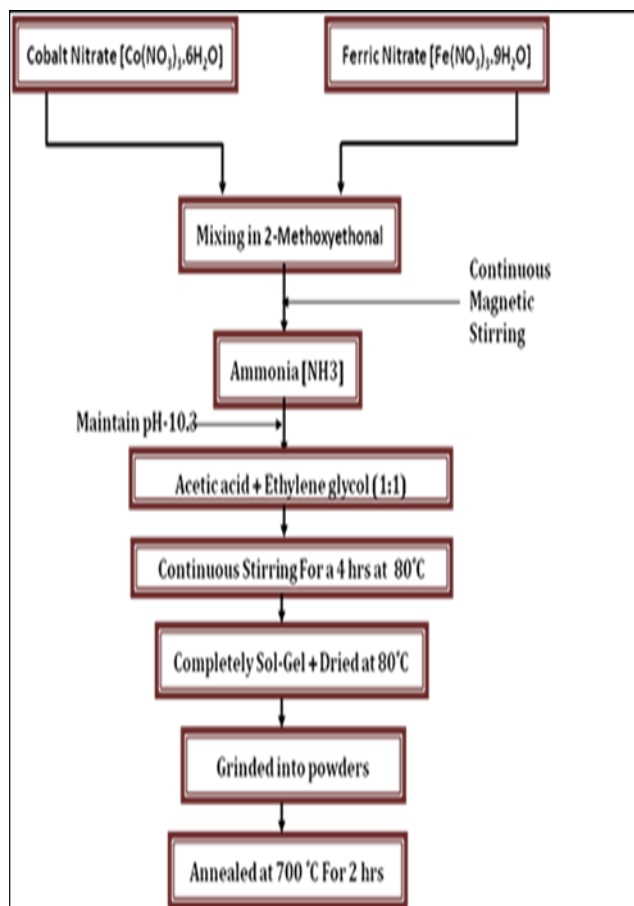 Cobalt Nitrate [Co(NO₃)₃.6H₂O]
Ferric Nitrate [Fe(NO₃)₃.9H₂O]
Mixing in 2-Methoxyethonal
Continuous
Magnetic
Stirring
Ammonia [NH3]
Maintain pH-10.3
Acetic acid + Ethylene glycol (1:1)
Continuous Stirring For a 4 hrs at 80°C
Completely Sol-Gel + Dried at 80°C
Grinded into powders
Annealed at 700 °C For 2 hrs